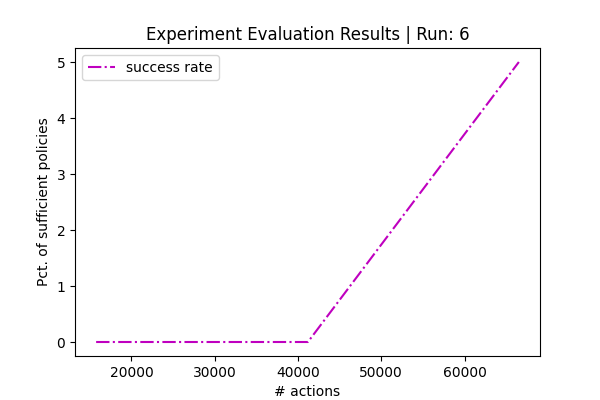 Experiment Evaluation Results | Run: 6
success rate
Pct. of sufficient policies
5
4
3
2
1
0
20000 30000 40000 50000 60000
# actions